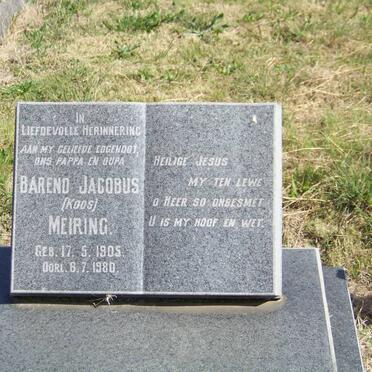 IN
LIEFDEVOLLE HERINNERING
AAN MY GELIEFDE EGGENOOT,
ONS PAPPA EN OUPA
BAREND JACOBUS
(KOOS)
MEIRING.
GEB. 17. 5. 1905.
OORL. 8. 7. 1980.
HEILIGE JESUS
MY TEN LEWE
O HEER SO ONBESMET
U IS MY HOOF EN WET.